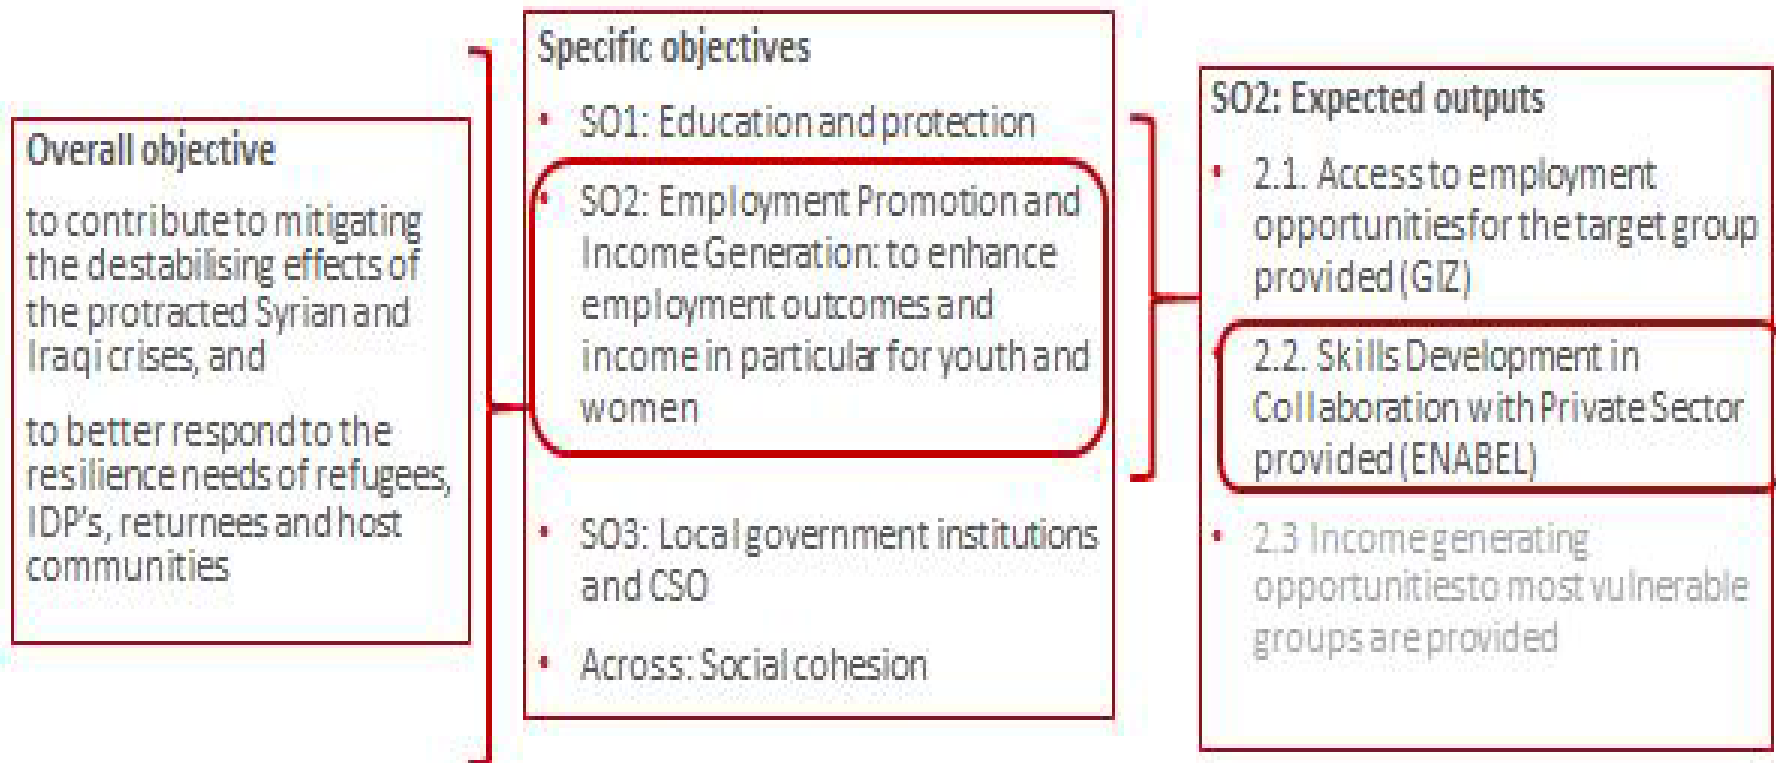 Overall objective
to contribute to mitigating
the destabilising effects of
the protracted Syrian and
Iraqi crises, and
to better respond to the
resilience needs of refugees,
IDP's, returnees and host
communities
Specific objectives
• SO1: Education and protection
• SO2: Employment Promotion and
Income Generation: to enhance
employment outcomes and
income in particular for youth and
women
• SO3: Local government institutions
and CSO
• Across: Social cohesion
SO2: Expected outputs
• 2.1. Access to employment
opportunities for the target group
provided (GIZ)
• 2.2. Skills Development in
Collaboration with Private Sector
provided (ENABEL)
• 2.3 Income generating
opportunities to most vulnerable
groups are provided